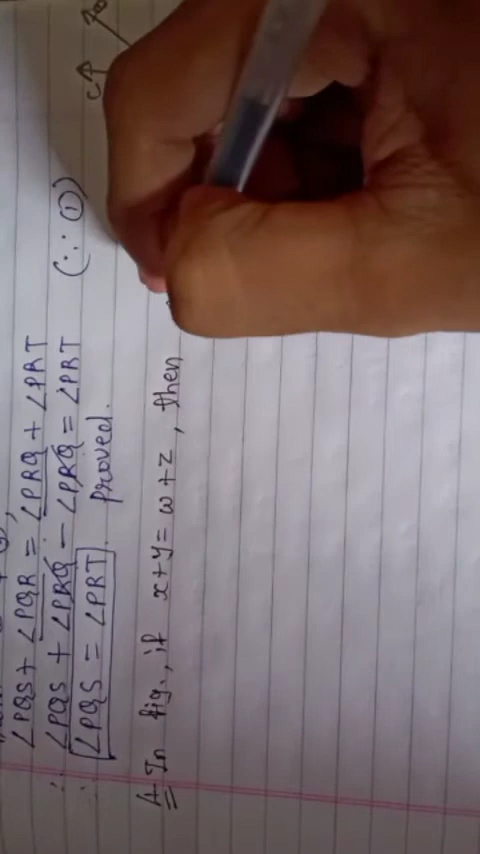 ∠PQS + ∠PQR = ∠PRQ + ∠PRT
∴ ∠PQS + ∠PRQ - ∠PRQ = ∠PRT (∵ ①)
∴ ∠PQS = ∠PRT. proved.
4. In fig., if x+y = w+z, then
C